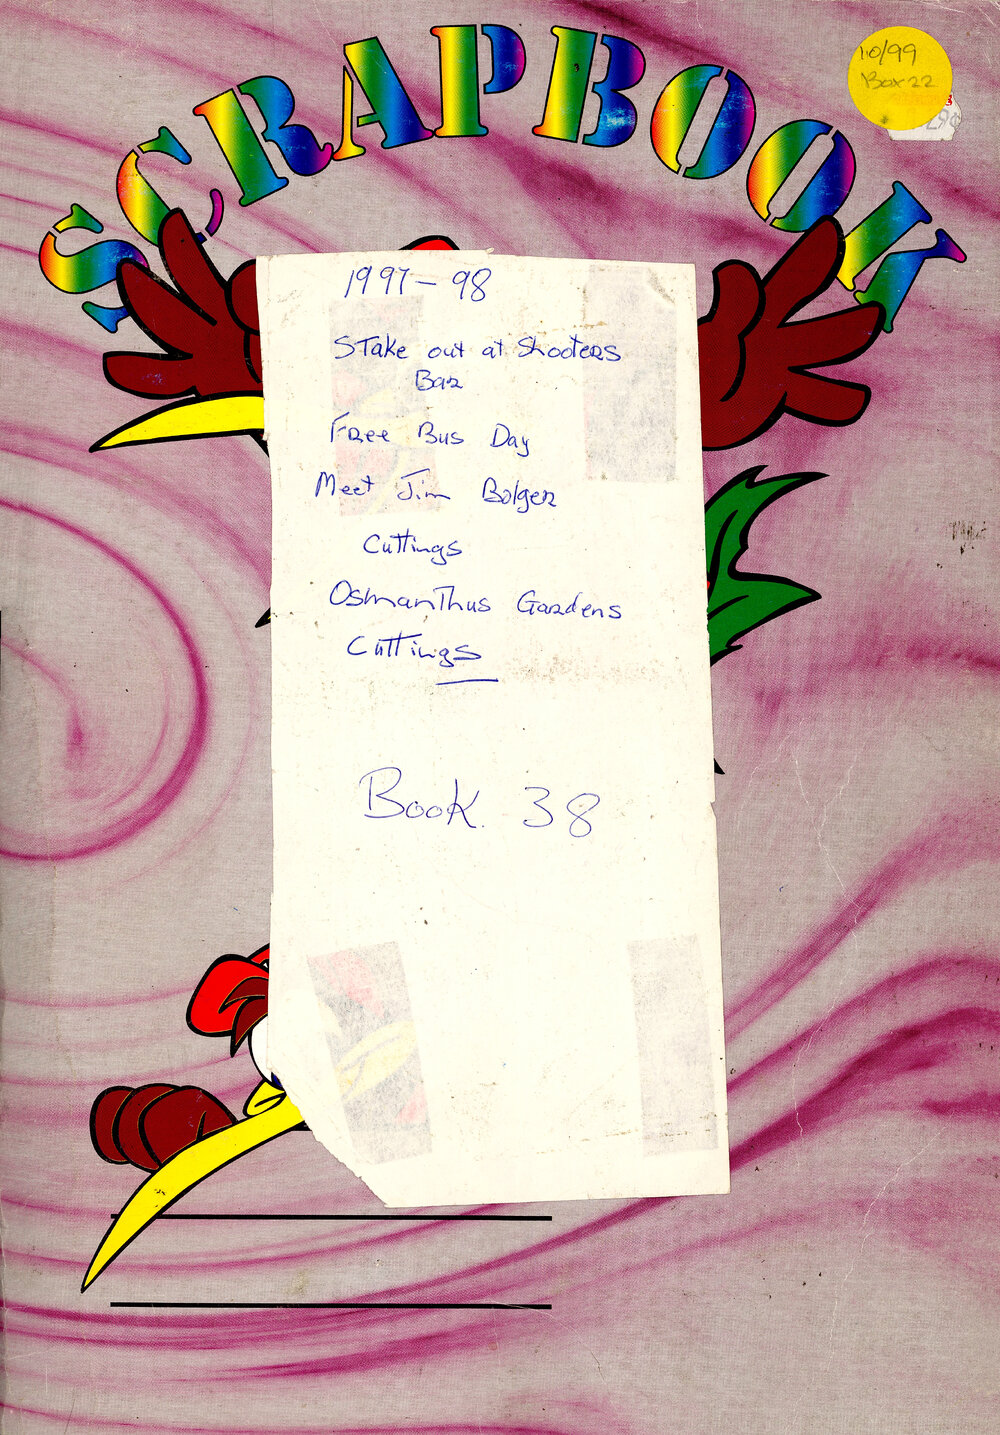 SCRAPBOOK
10/99
Box 22
1997-98
Stake out at Shooters
Bar
Free Bus Day
Meet Jim Bolger
Cuttings
Osmanthus Gardens
Cuttings
Book 38